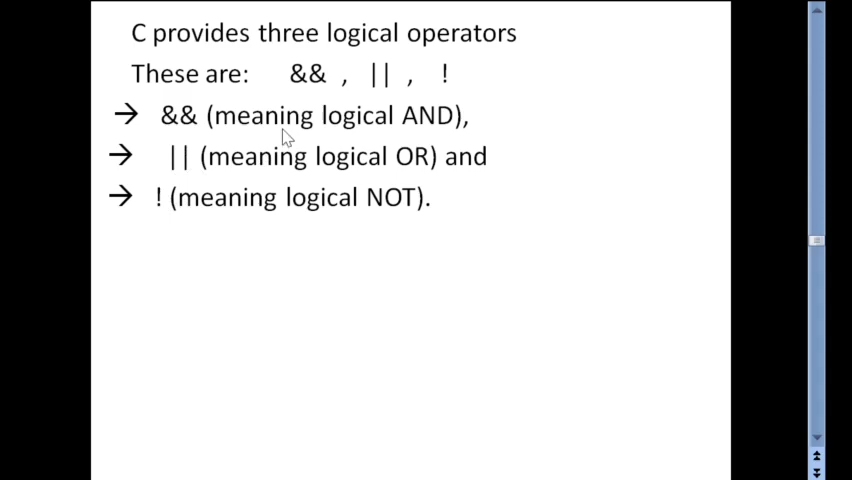 C provides three logical operators
These are: && , || , !
→ && (meaning logical AND),
→ || (meaning logical OR) and
→ ! (meaning logical NOT).